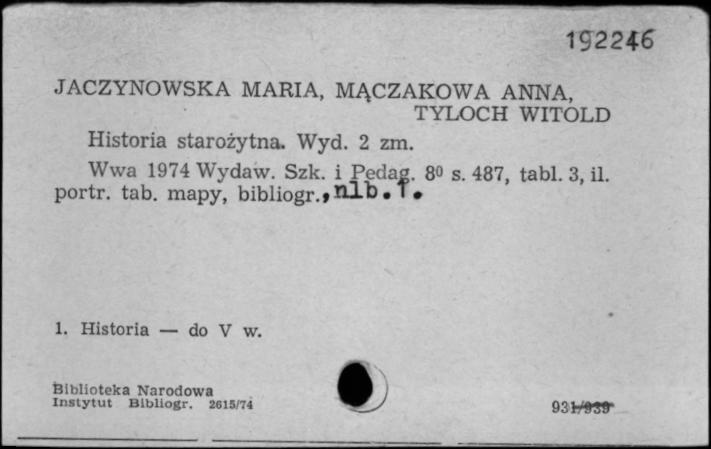 192246
JACZYNOWSKA MARIA, MĄCZAKOWA ANNA,
TYLOCH WITOLD
Historia starożytna. Wyd. 2 zm.
Wwa 1974 Wydaw. Szk. i Pedag. 8⁰ s. 487, tabl. 3, il.
portr. tab. mapy, bibliogr., nlb. 1.
1. Historia — do V w.
Biblioteka Narodowa
Instytut Bibliogr. 2615/74
931/939